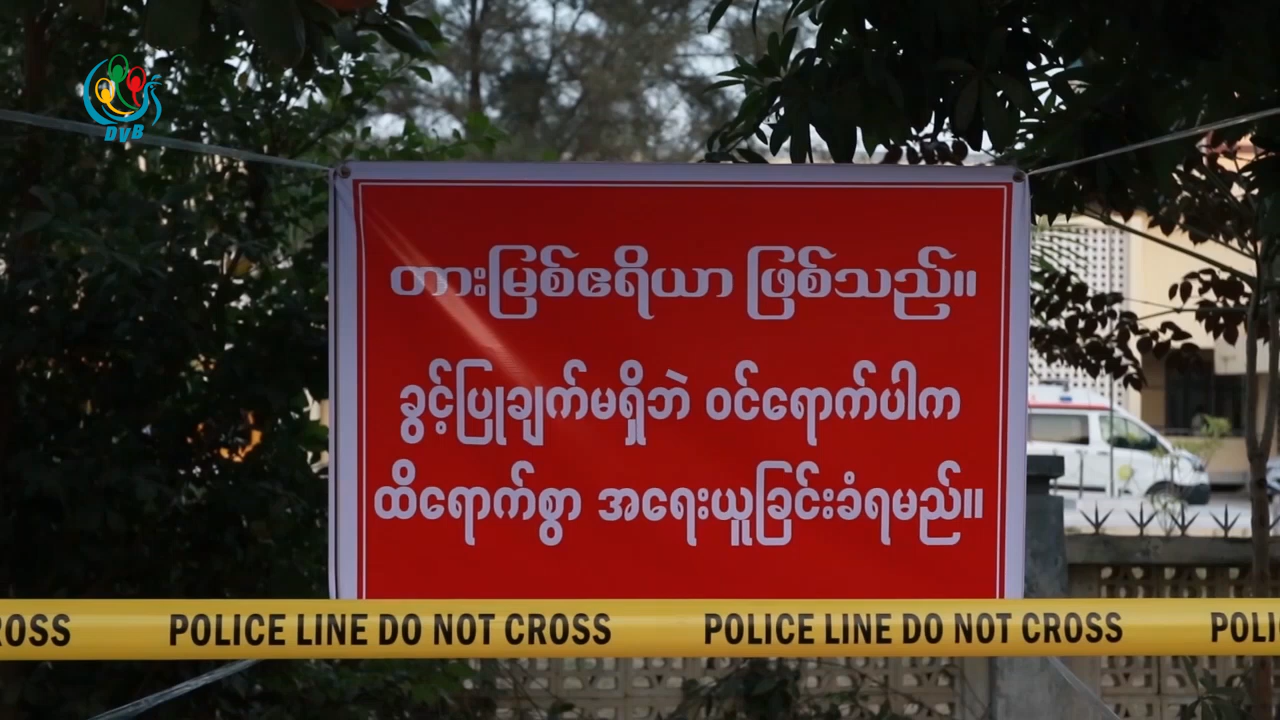 DVB
တားမြစ်ဧရိယာ ဖြစ်သည်။
ခွင့်ပြုချက်မရှိဘဲ ဝင်ရောက်ပါက
ထိရောက်စွာ အရေးယူခြင်းခံရမည်။
ROSS POLICE LINE DO NOT CROSS POLICE LINE DO NOT CROSS POLI